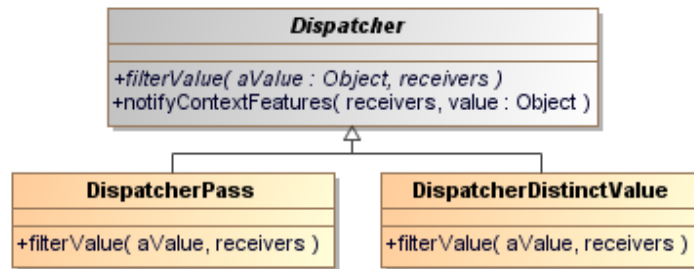 Dispatcher
+filterValue( aValue : Object, receivers )
+notifyContextFeatures( receivers, value : Object )
DispatcherPass
+filterValue( aValue, receivers )
DispatcherDistinctValue
+filterValue( aValue, receivers )